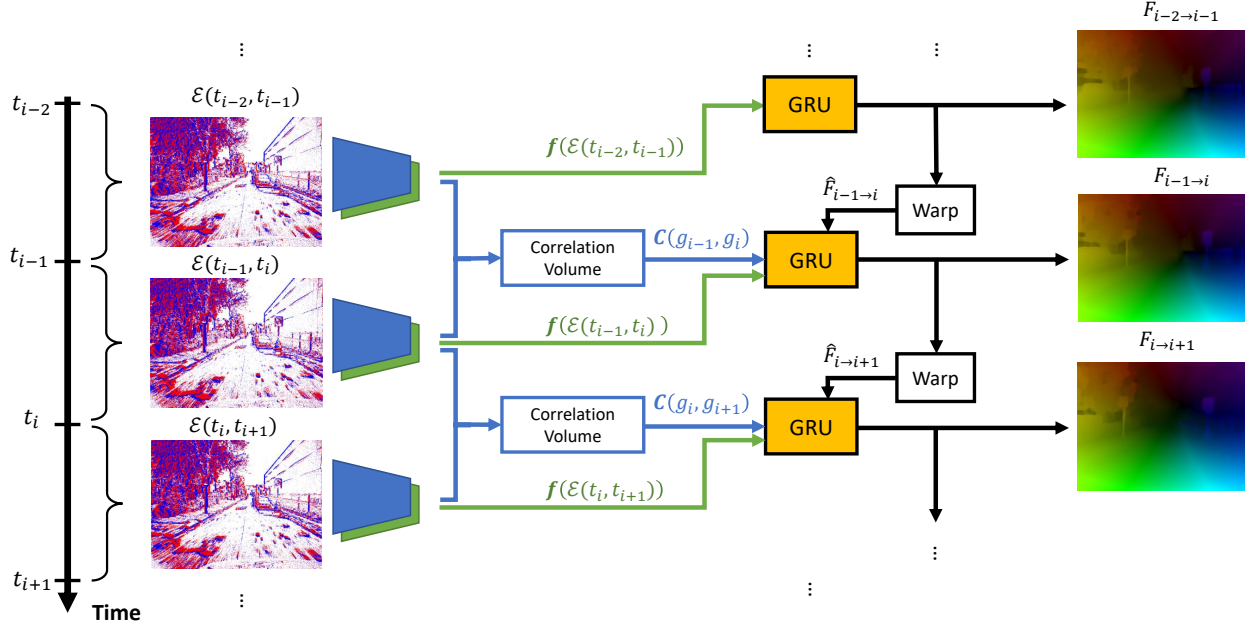 ⋮
⋮
⋮
F_{i−2→i−1}
t_{i−2}
ℰ(t_{i−2}, t_{i−1})
GRU
f(ℰ(t_{i−2}, t_{i−1}))
F̂_{i−1→i}
Warp
F_{i−1→i}
t_{i−1}
ℰ(t_{i−1}, t_i)
Correlation
Volume
C(g_{i−1}, g_i)
GRU
f(ℰ(t_{i−1}, t_i) )
F̂_{i→i+1}
Warp
F_{i→i+1}
t_i
ℰ(t_i, t_{i+1})
Correlation
Volume
C(g_i, g_{i+1})
GRU
f(ℰ(t_i, t_{i+1}))
⋮
t_{i+1}
Time
⋮
⋮